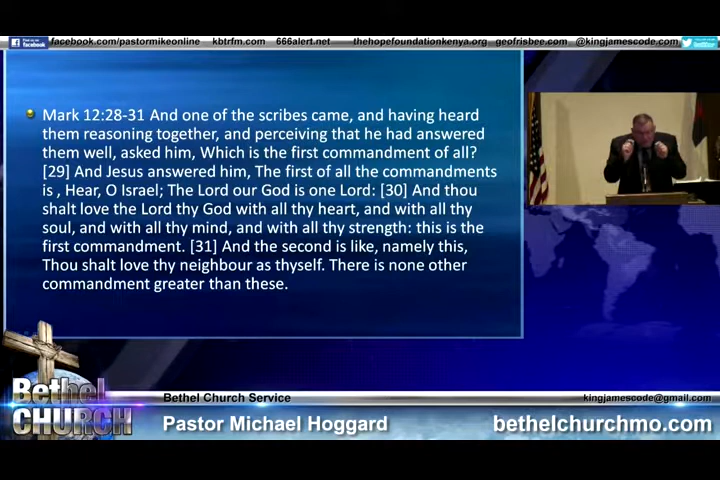 facebook.com/pastormikeonline kbtrfm.com 666alert.net thehopefoundationkenya.org geofrisbee.com @kingjamescode.com
Mark 12:28-31 And one of the scribes came, and having heard
them reasoning together, and perceiving that he had answered
them well, asked him, Which is the first commandment of all?
[29] And Jesus answered him, The first of all the commandments
is , Hear, O Israel; The Lord our God is one Lord: [30] And thou
shalt love the Lord thy God with all thy heart, and with all thy
soul, and with all thy mind, and with all thy strength: this is the
first commandment. [31] And the second is like, namely this,
Thou shalt love thy neighbour as thyself. There is none other
commandment greater than these.
Bethel
CHURCH
Bethel Church Service kingjamescode@gmail.com
Pastor Michael Hoggard bethelchurchmo.com